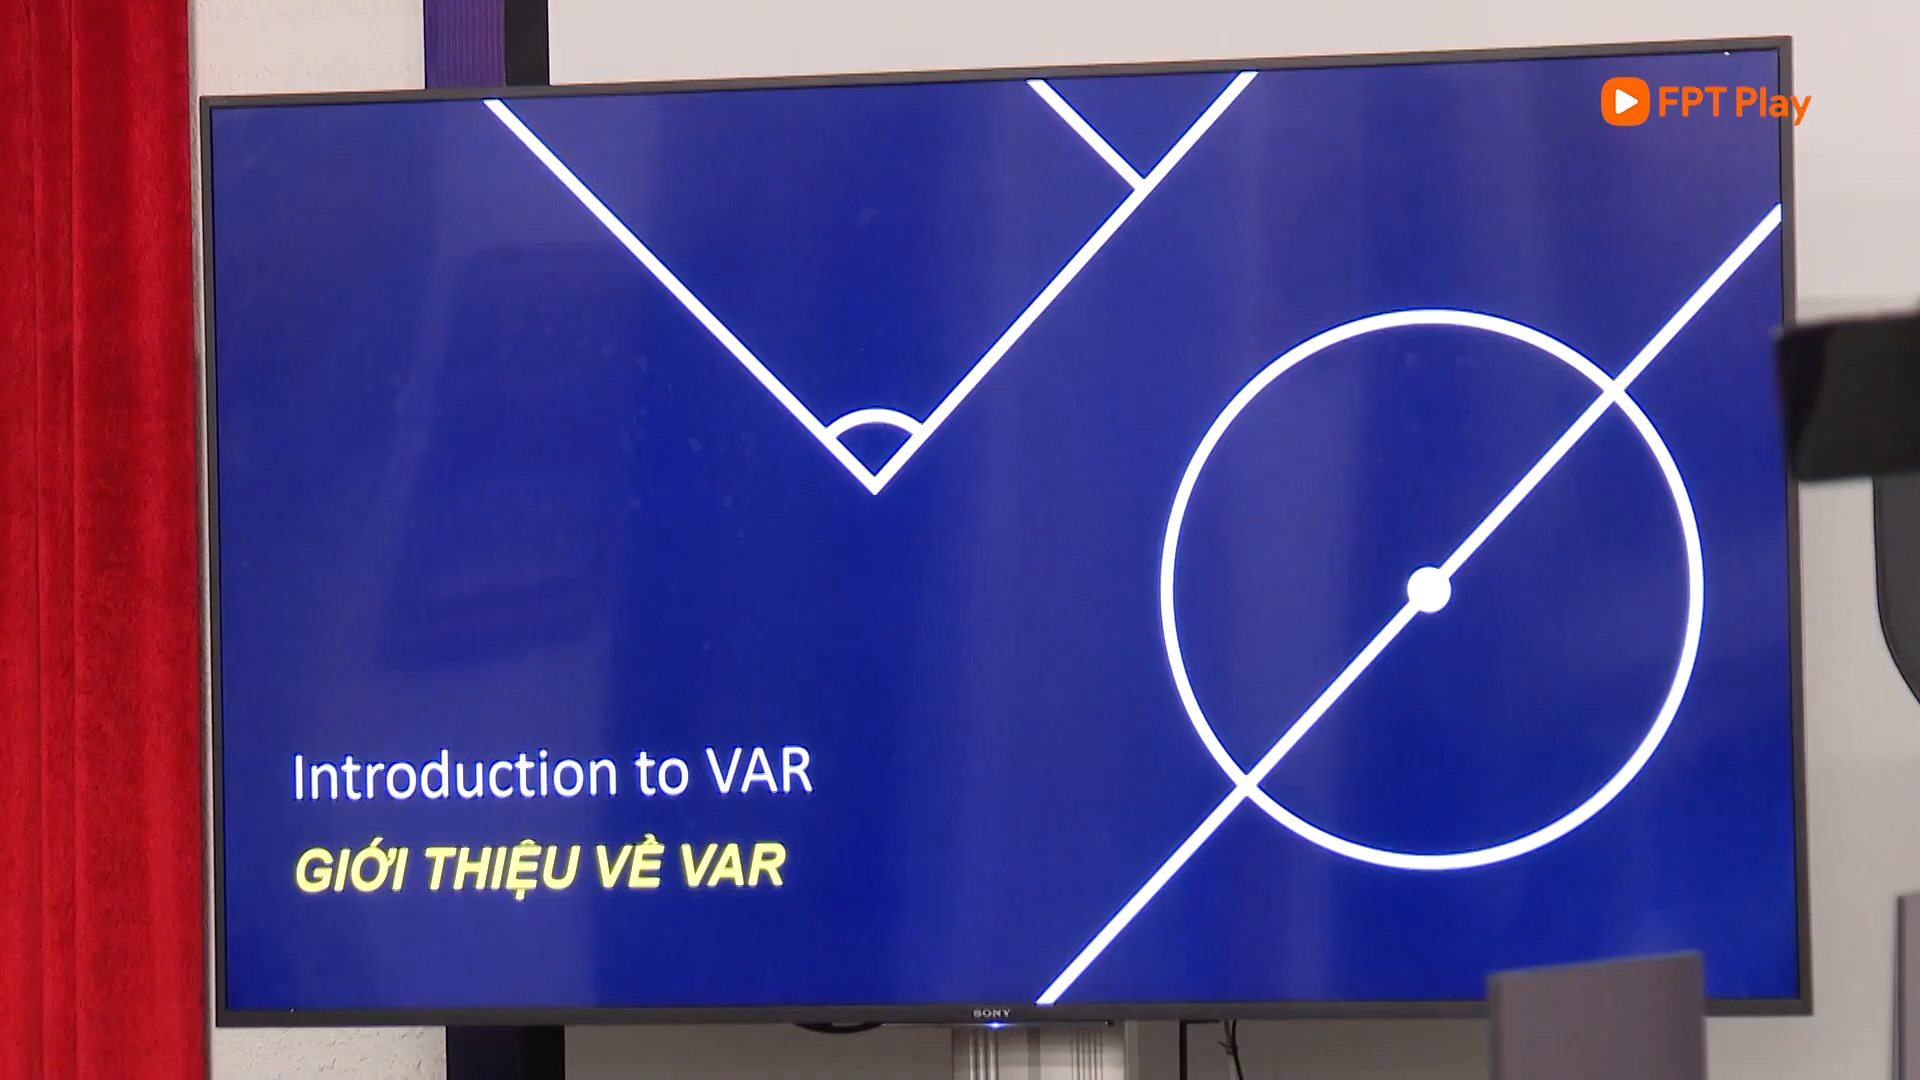 FPT Play
Introduction to VAR
GIỚI THIỆU VỀ VAR
SONY